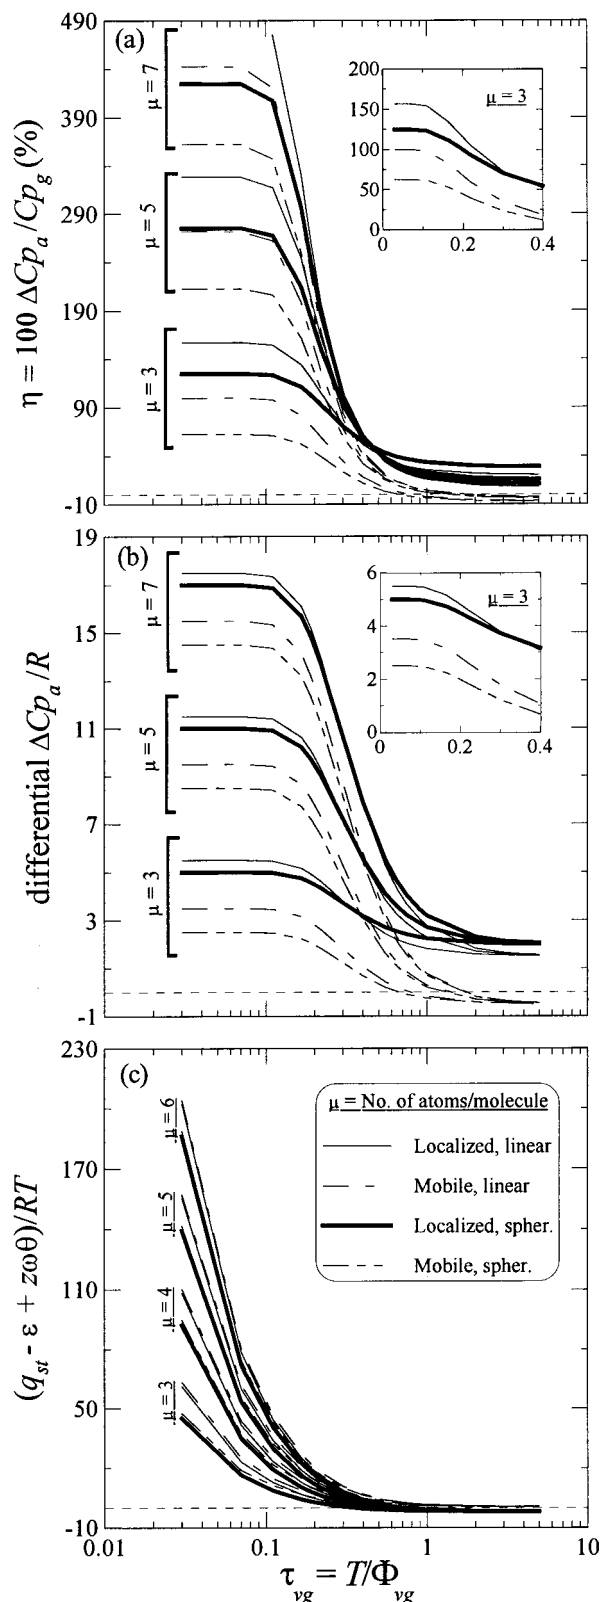 (a)
490
390
290
190
90
-10
η = 100 ΔCp_a/Cp_g (%)
μ = 7
μ = 5
μ = 3
200
150
100
50
0
μ = 3
0
0.2
0.4
(b)
19
15
11
7
3
-1
differential ΔCp_a/R
μ = 7
μ = 5
μ = 3
6
4
2
0
μ = 3
0
0.2
0.4
(c)
230
170
110
50
-10
(q_st - ε + zωθ)/RT
μ = 6
μ = 5
μ = 4
μ = 3
μ = No. of atoms/molecule
Localized, linear
Mobile, linear
Localized, spher.
Mobile, spher.
0.01
0.1
1
10
τ_vg = T/Φ_vg